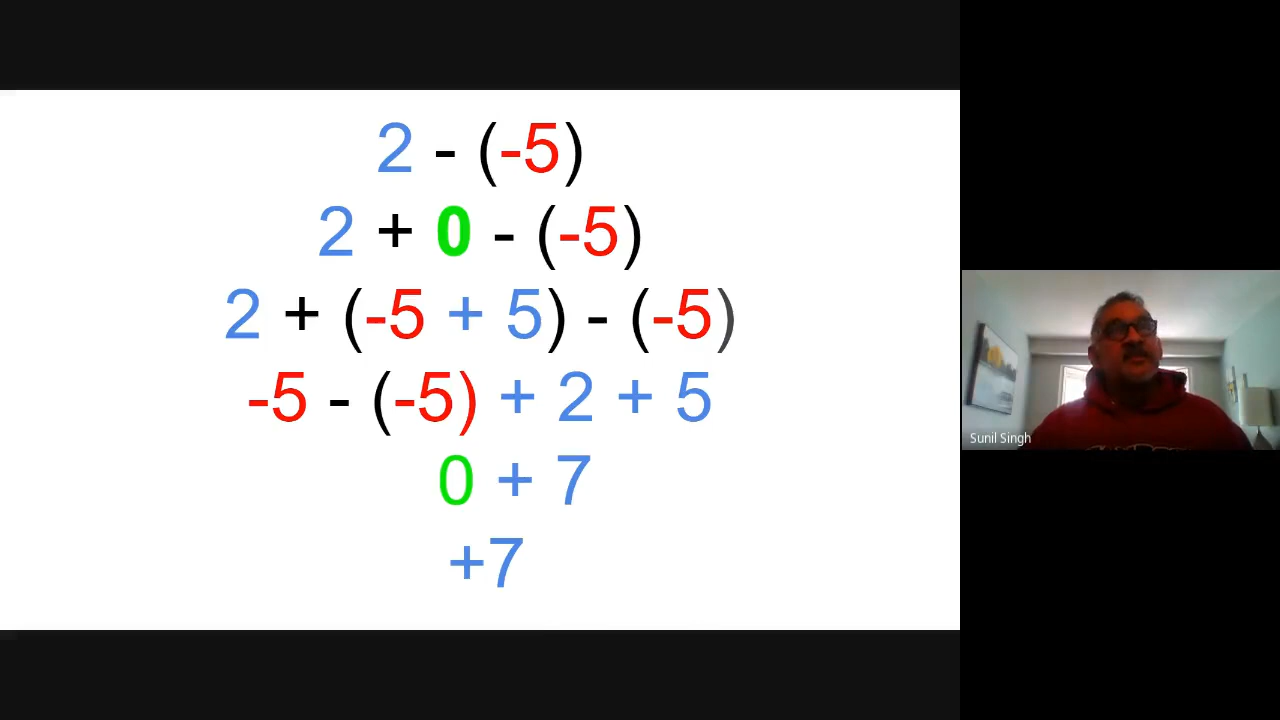 2 - (-5)
2 + 0 - (-5)
2 + (-5 + 5) - (-5)
-5 - (-5) + 2 + 5
0 + 7
+7
Sunil Singh